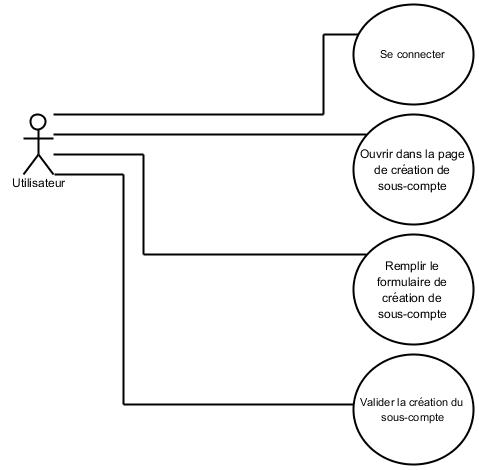 Se connecter
Utilisateur
Ouvrir dans la page
de création de
sous-compte
Remplir le
formulaire de
création de
sous-compte
Valider la création du
sous-compte